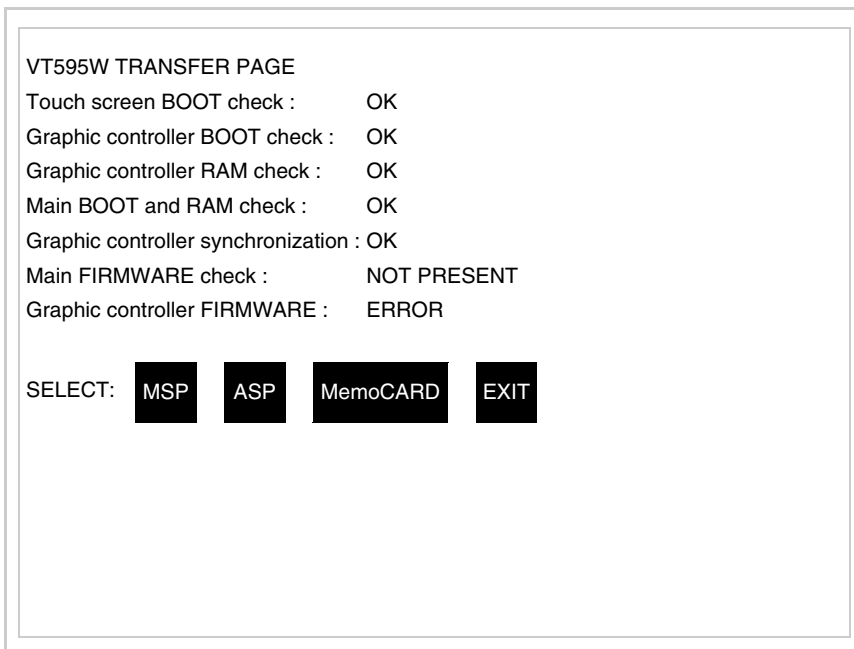 VT595W TRANSFER PAGE
Touch screen BOOT check : OK
Graphic controller BOOT check : OK
Graphic controller RAM check : OK
Main BOOT and RAM check : OK
Graphic controller synchronization : OK
Main FIRMWARE check : NOT PRESENT
Graphic controller FIRMWARE : ERROR
SELECT: MSP ASP MemoCARD EXIT